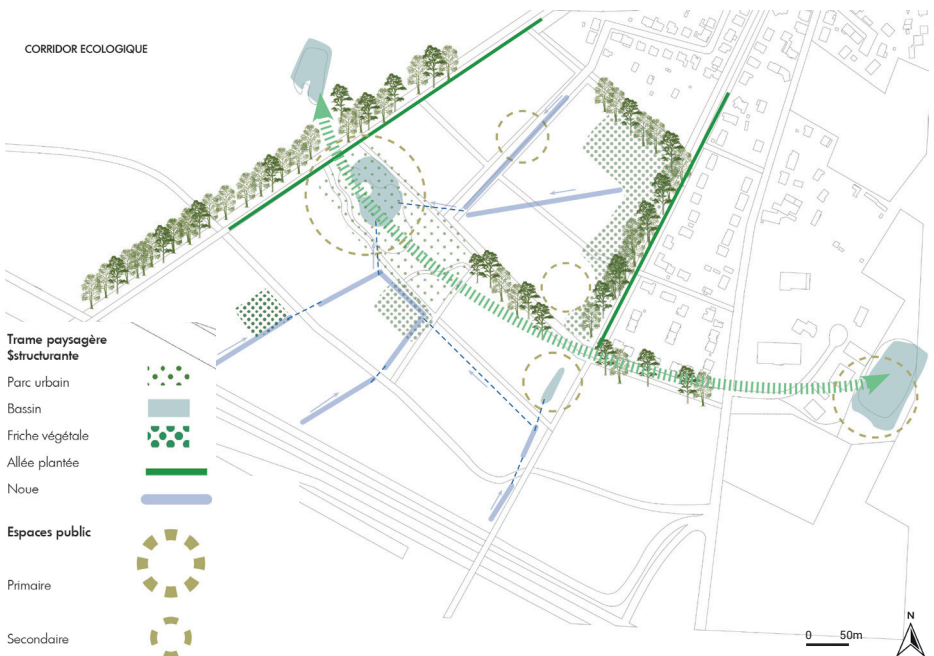 CORRIDOR ECOLOGIQUE
Trame paysagère
$structurante
Parc urbain
Bassin
Friche végétale
Allée plantée
Noue
Espaces public
Primaire
Secondaire
0 50m
N